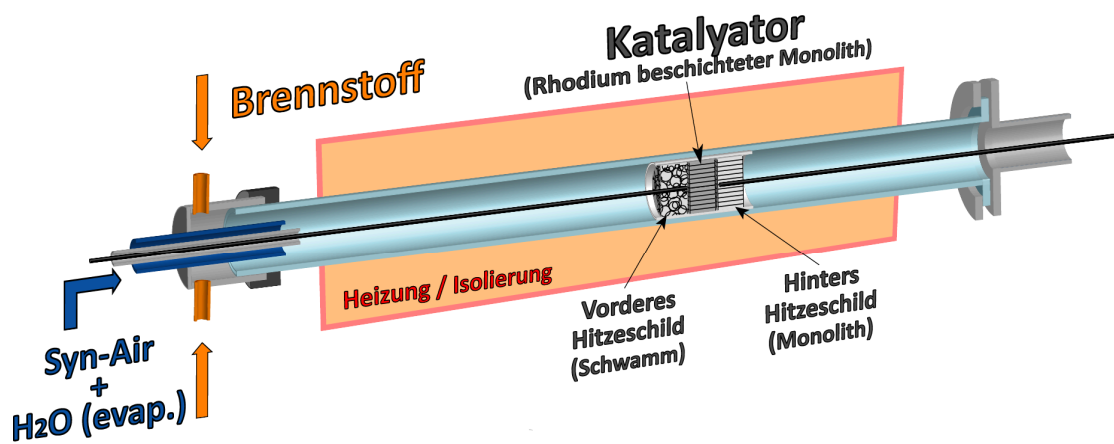 Katalyator
(Rhodium beschichteter Monolith)
Brennstoff
Heizung / Isolierung
Vorderes
Hitzeschild
(Schwamm)
Hinters
Hitzeschild
(Monolith)
Syn-Air
+
H2O (evap.)